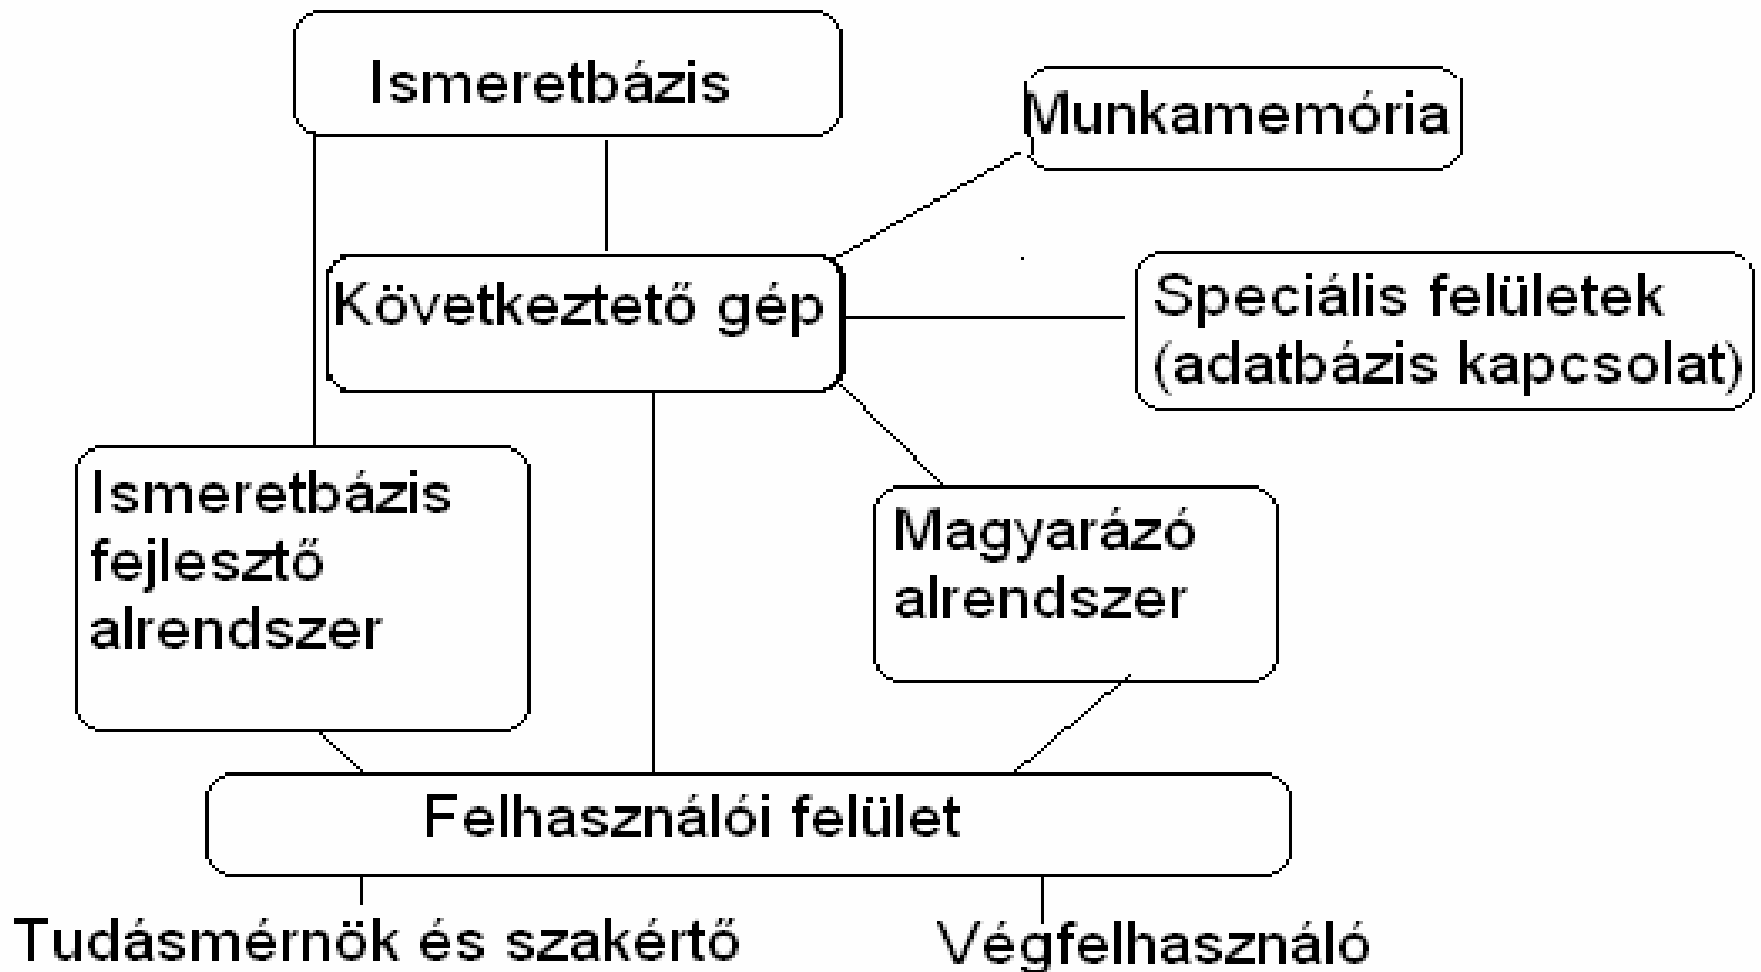 Ismeretbázis
Munkamemória
Következtető gép
Speciális felületek
(adatbázis kapcsolat)
Ismeretbázis
fejlesztő
alrendszer
Magyarázó
alrendszer
Felhasználói felület
Tudásmérnök és szakértő
Végfelhasználó